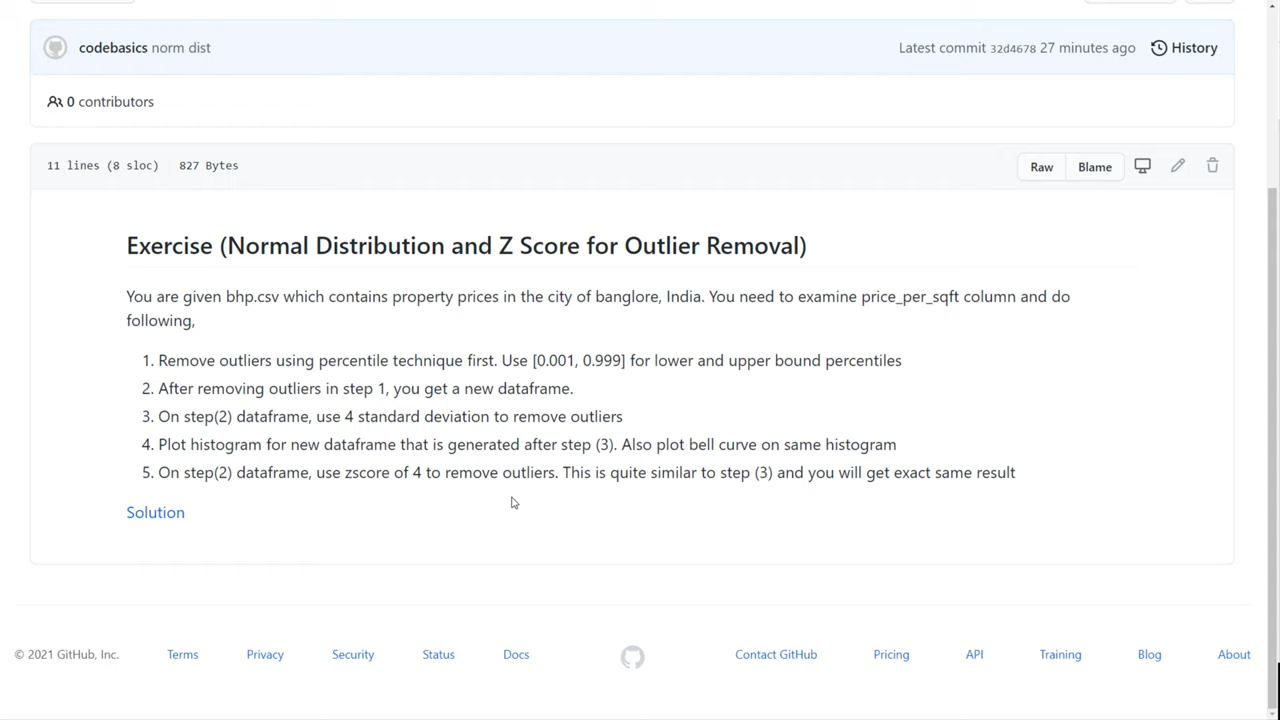 codebasics norm dist
Latest commit 32d4678 27 minutes ago History
0 contributors
11 lines (8 sloc) 827 Bytes
Raw Blame
Exercise (Normal Distribution and Z Score for Outlier Removal)
You are given bhp.csv which contains property prices in the city of banglore, India. You need to examine price_per_sqft column and do
following,
1. Remove outliers using percentile technique first. Use [0.001, 0.999] for lower and upper bound percentiles
2. After removing outliers in step 1, you get a new dataframe.
3. On step(2) dataframe, use 4 standard deviation to remove outliers
4. Plot histogram for new dataframe that is generated after step (3). Also plot bell curve on same histogram
5. On step(2) dataframe, use zscore of 4 to remove outliers. This is quite similar to step (3) and you will get exact same result
Solution
© 2021 GitHub, Inc. Terms Privacy Security Status Docs Contact GitHub Pricing API Training Blog About